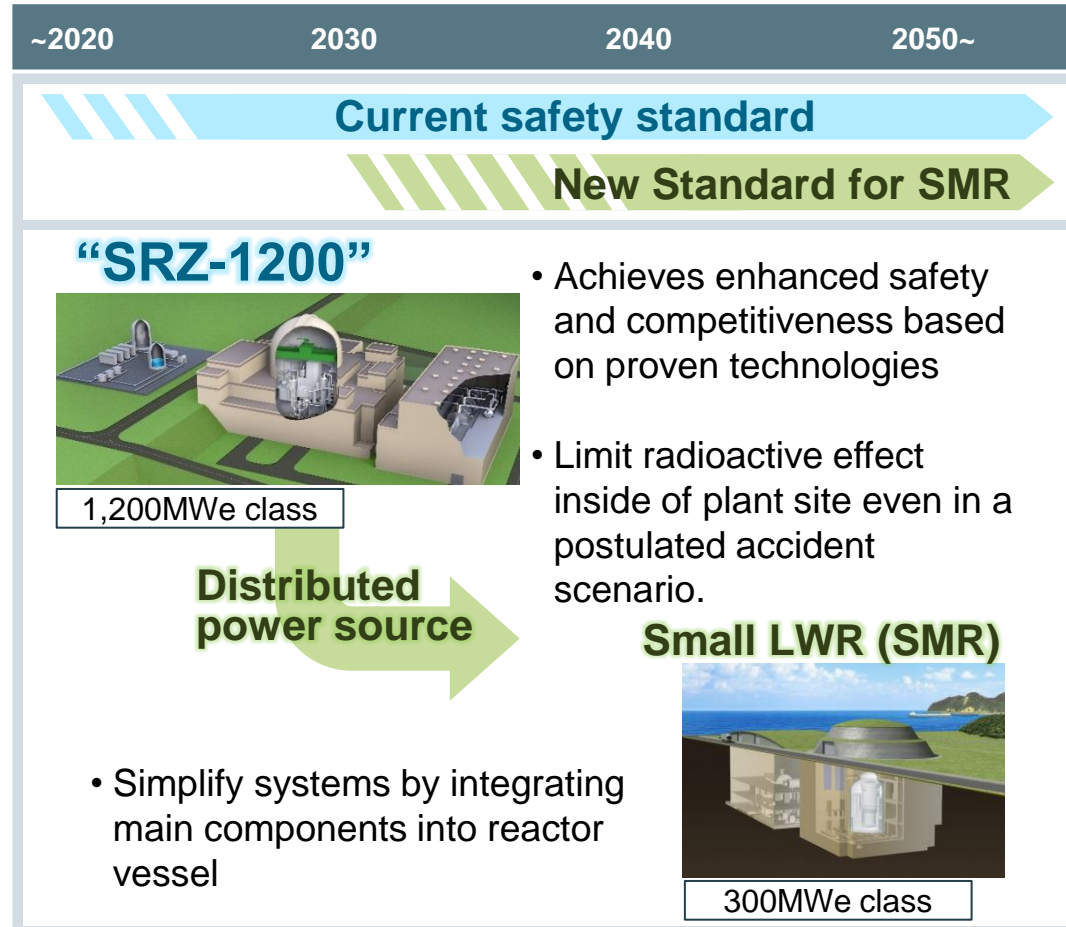 ~2020 2030 2040 2050~
Current safety standard
New Standard for SMR
“SRZ-1200”
1,200MWe class
• Achieves enhanced safety
and competitiveness based
on proven technologies
• Limit radioactive effect
inside of plant site even in a
postulated accident
scenario.
Distributed
power source
Small LWR (SMR)
• Simplify systems by integrating
main components into reactor
vessel
300MWe class